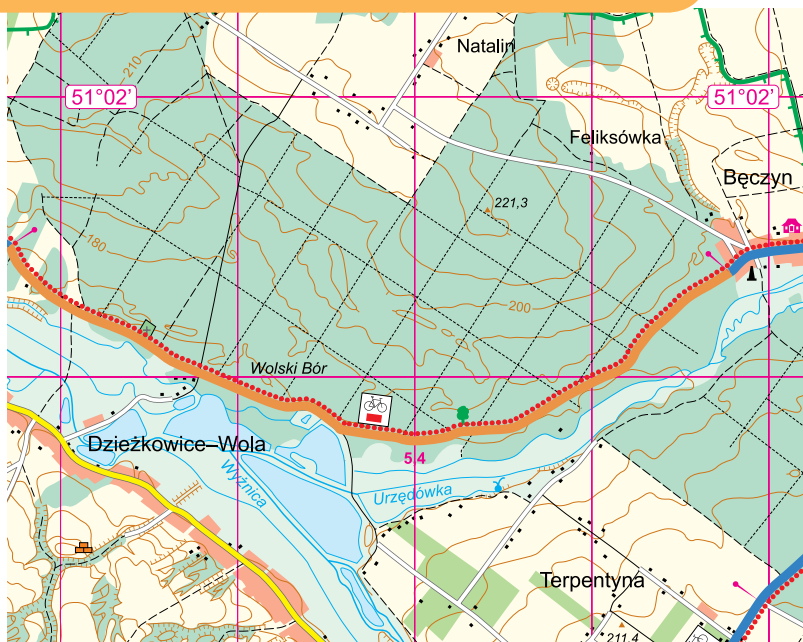 Natalin
210
51°02'
51°02'
Feliksówka
Bęczyn
221,3
180
200
Wolski Bór
Dzieżkowice–Wola
5,4
Wyżnica
Urzędówka
Terpentyna
211,4